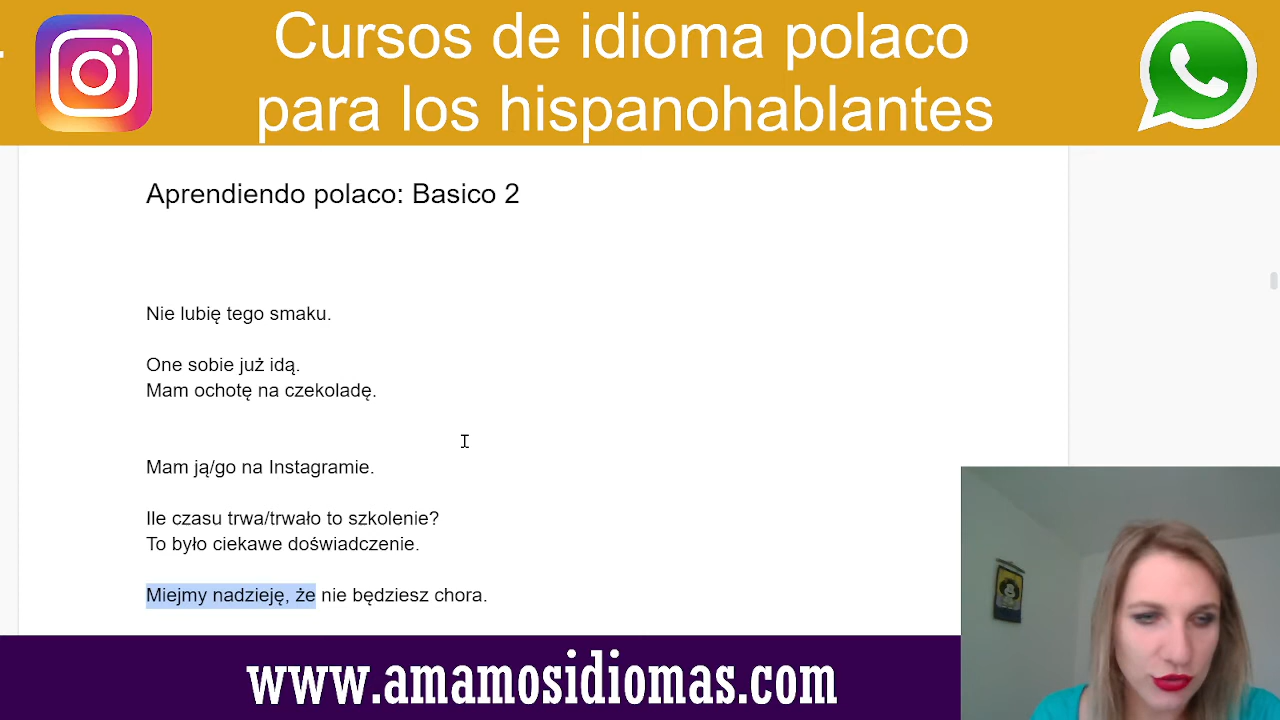 Cursos de idioma polaco
para los hispanohablantes
Aprendiendo polaco: Basico 2
Nie lubię tego smaku.
One sobie już idą.
Mam ochotę na czekoladę.
Mam ją/go na Instagramie.
Ile czasu trwa/trwało to szkolenie?
To było ciekawe doświadczenie.
Miejmy nadzieję, że nie będziesz chora.
www.amamosidiomas.com